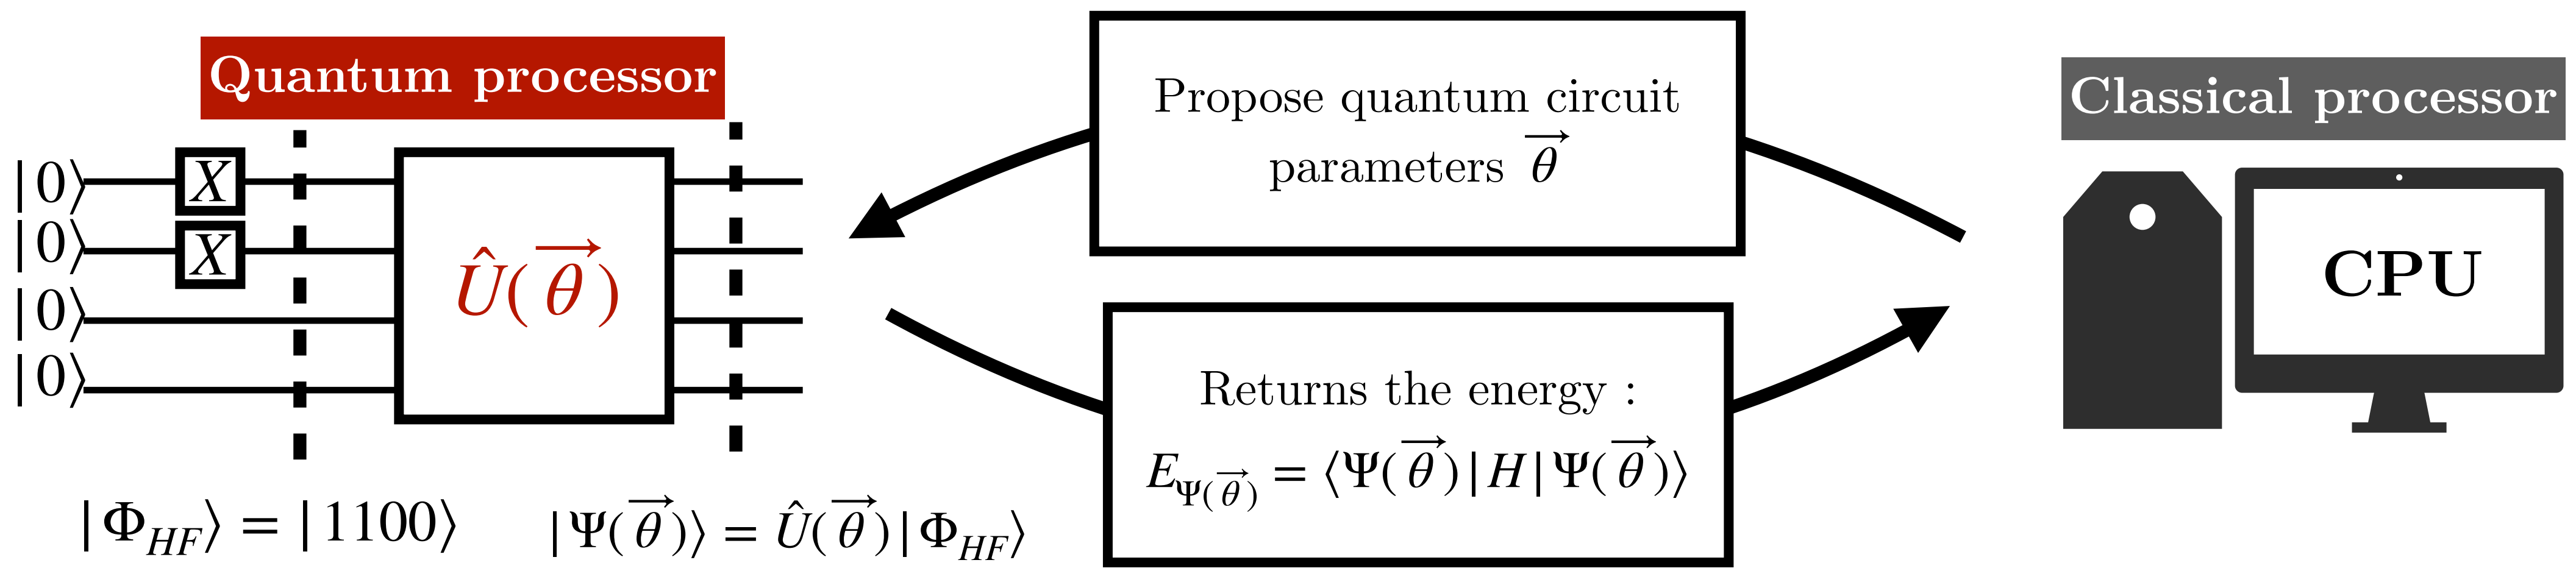 Quantum processor
|0⟩
X
|0⟩
X
|0⟩
|0⟩
Û(θ⃗)
|Φ_HF⟩ = |1100⟩
|Ψ(θ⃗)⟩ = Û(θ⃗)|Φ_HF⟩
Propose quantum circuit
parameters θ⃗
Returns the energy :
E_Ψ(θ⃗) = ⟨Ψ(θ⃗)|H|Ψ(θ⃗)⟩
Classical processor
CPU